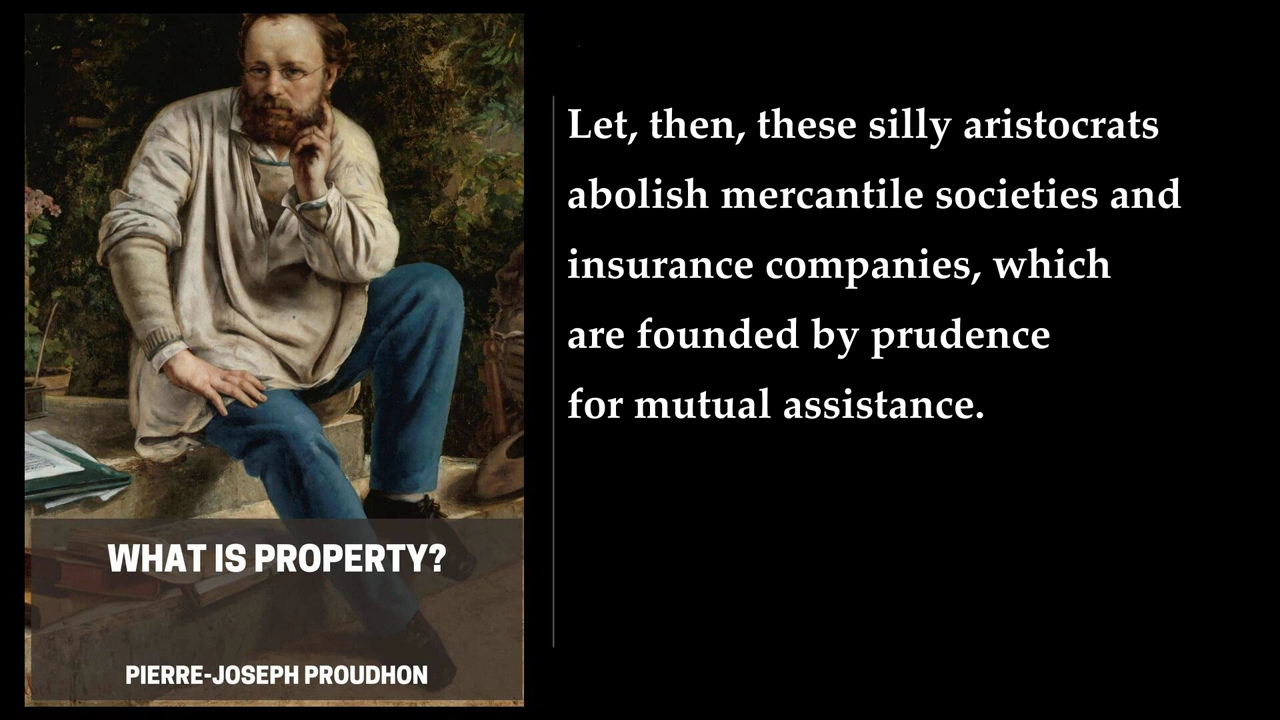 WHAT IS PROPERTY?
PIERRE-JOSEPH PROUDHON
Let, then, these silly aristocrats
abolish mercantile societies and
insurance companies, which
are founded by prudence
for mutual assistance.